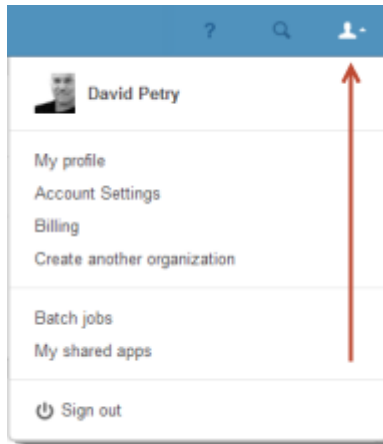 ?
David Petry
My profile
Account Settings
Billing
Create another organization
Batch jobs
My shared apps
Sign out